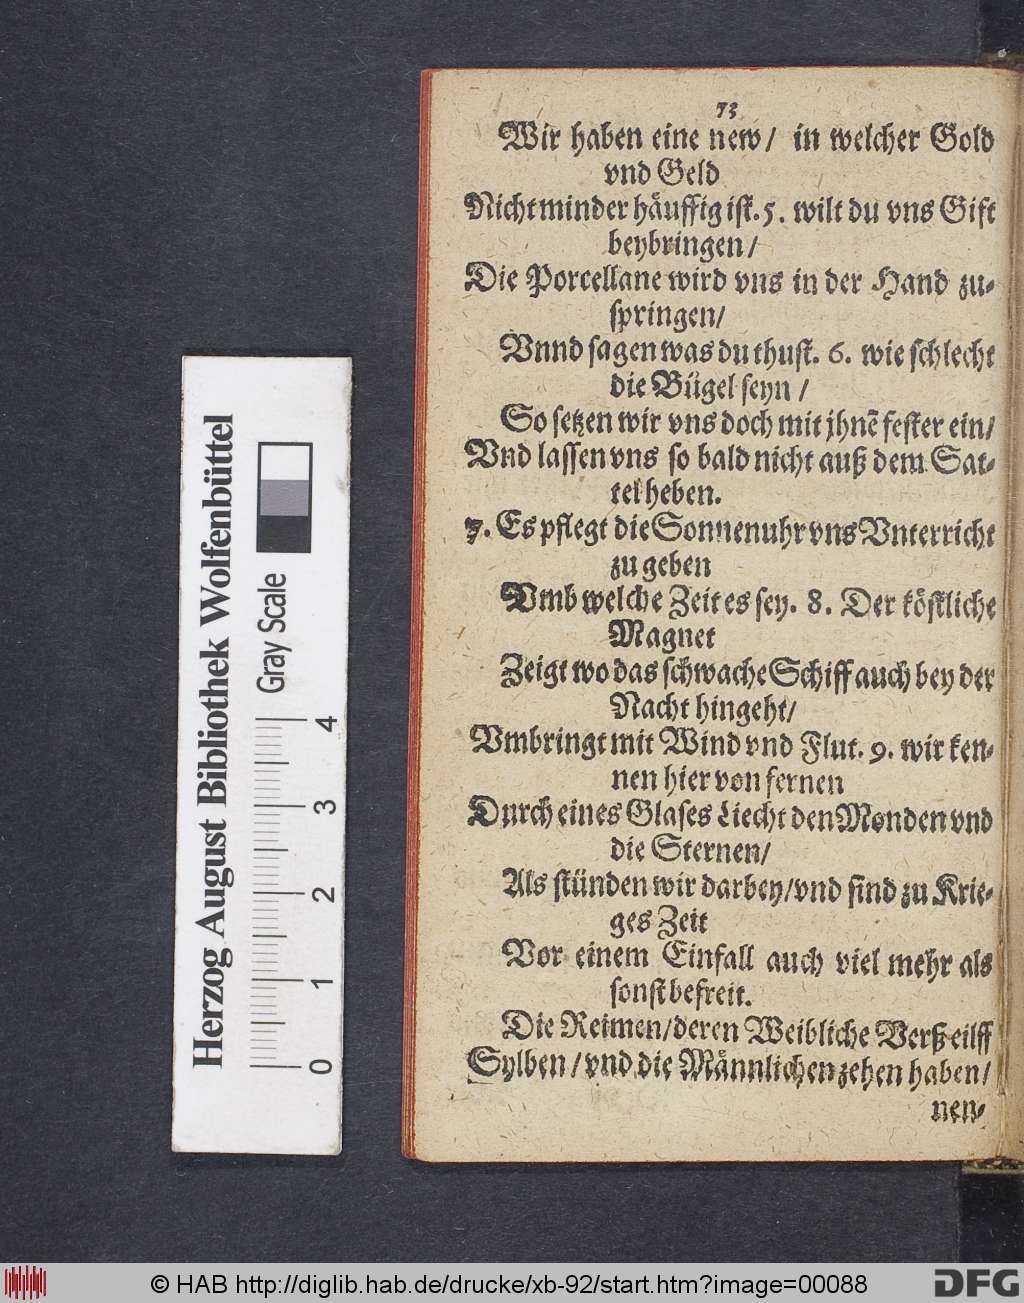 73
Wir haben eine new/ in welcher Gold
vnd Geld
Nicht minder häuffig ist. 5. wilt du vns Gift
beybringen/
Die Porcellane wird vns in der Hand zu-
springen/
Vnnd sagen was du thust. 6. wie schlecht
die Bügel seyn /
So setzen wir vns doch mit jhnẽ fester ein/
Vnd lassen vns so bald nicht auß dem Sat-
tel heben.
7. Es pflegt die Sonnenuhr vns Vnterricht
zu geben
Vmb welche Zeit es sey. 8. Der köstliche
Magnet
Zeigt wo das schwache Schiff auch bey der
Nacht hingeht/
Vmbringt mit Wind vnd Flut. 9. wir ken-
nen hier von fernen
Durch eines Glases Liecht den Monden vnd
die Sternen/
Als stünden wir darbey/vnd sind zu Krie-
ges Zeit
Vor einem Einfall auch viel mehr als
sonst befreit.
Die Reimen/deren Weibliche Verß eilff
Sylben / vnd die Männlichen zehen haben/
nen-
Herzog August Bibliothek Wolfenbüttel
Gray Scale
0 1 2 3 4
© HAB http://diglib.hab.de/drucke/xb-92/start.htm?image=00088
DFG